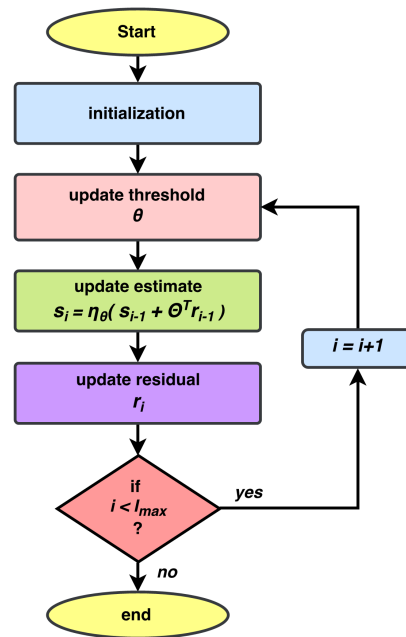 Start
initialization
update threshold
θ
update estimate
sᵢ = η_θ( sᵢ₋₁ + Θᵀrᵢ₋₁ )
i = i+1
update residual
rᵢ
if
i < I_max
?
yes
no
end